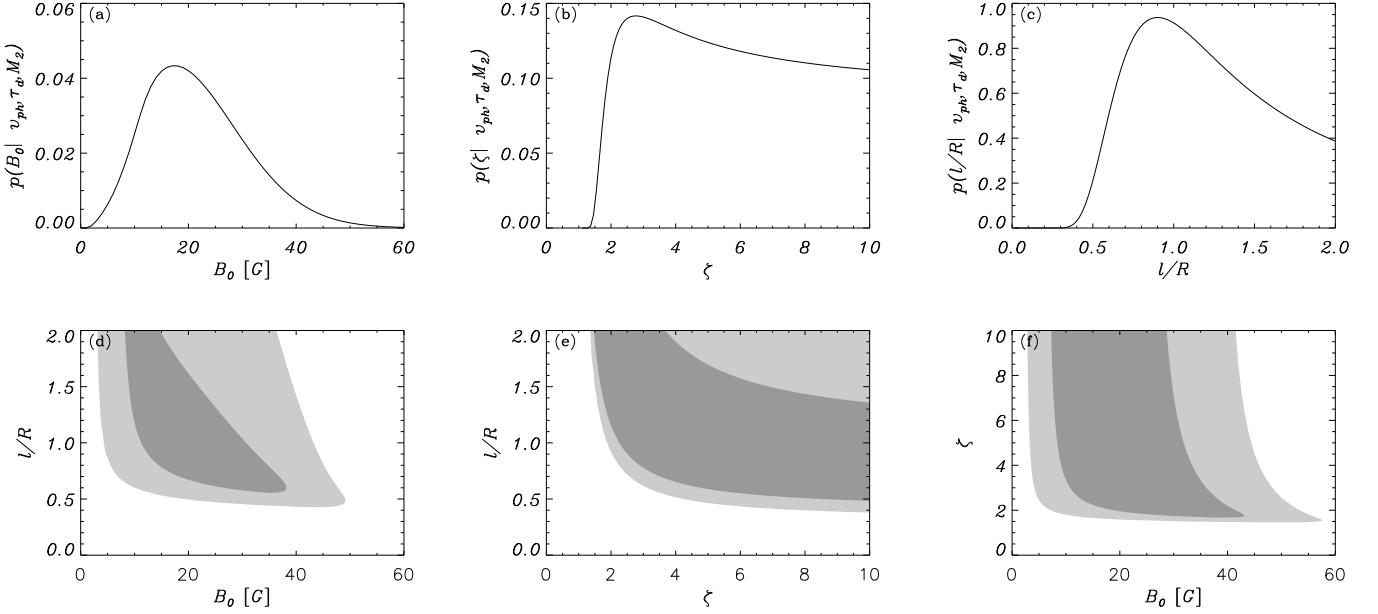 (a)
p(B₀| v_ph, τ_d, M₂)
0.06
0.04
0.02
0.00
0 20 40 60
B₀ [G]
(b)
p(ζ| v_ph, τ_d, M₂)
0.15
0.10
0.05
0.00
0 2 4 6 8 10
ζ
(c)
p(l/R| v_ph, τ_d, M₂)
1.0
0.8
0.6
0.4
0.2
0.0
0.0 0.5 1.0 1.5 2.0
l/R
(d)
l/R
2.0
1.5
1.0
0.5
0.0
0 20 40 60
B₀ [G]
(e)
l/R
2.0
1.5
1.0
0.5
0.0
0 2 4 6 8 10
ζ
(f)
ζ
10
8
6
4
2
0
0 20 40 60
B₀ [G]